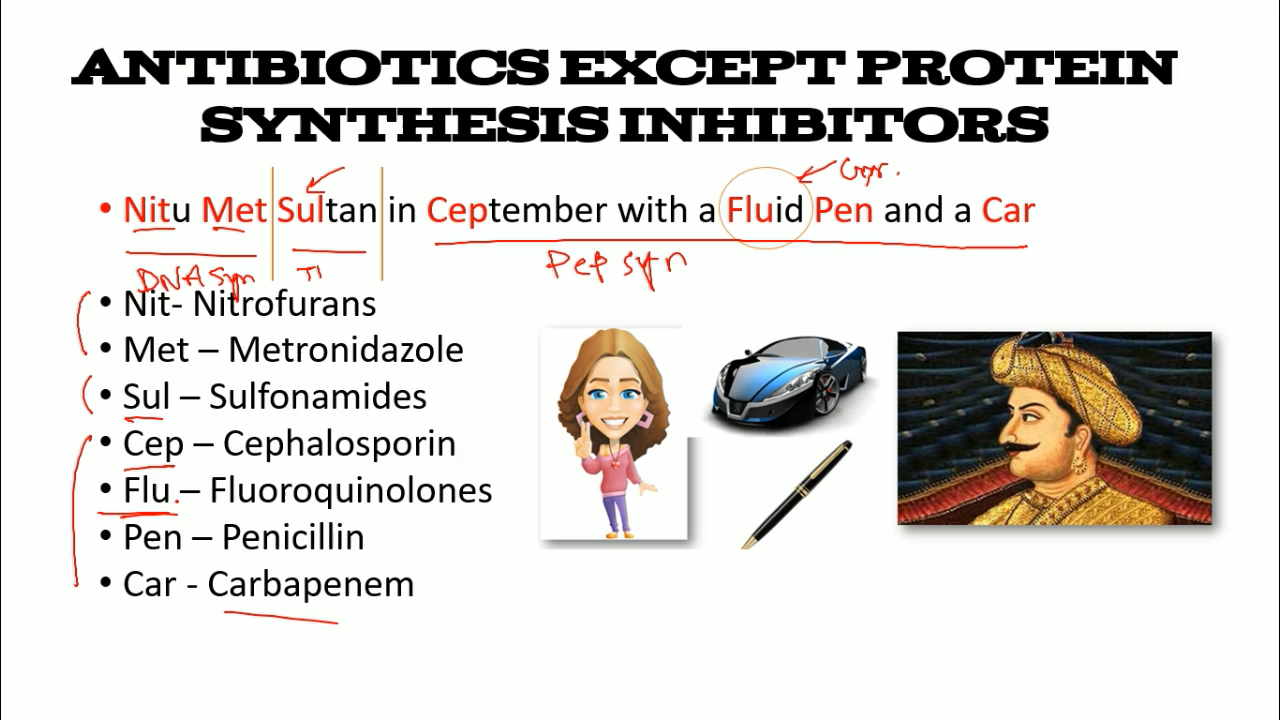 ANTIBIOTICS EXCEPT PROTEIN
SYNTHESIS INHIBITORS
• Nitu Met Sultan in Ceptember with a Fluid Pen and a Car
DNA Syn
Pep syn
• Nit- Nitrofurans
• Met – Metronidazole
• Sul – Sulfonamides
• Cep – Cephalosporin
• Flu – Fluoroquinolones
• Pen – Penicillin
• Car - Carbapenem